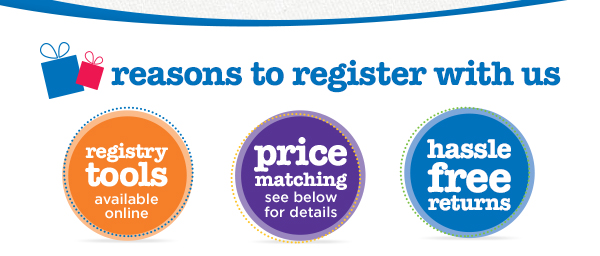 reasons to register with us
registry
tools
available
online
price
matching
see below
for details
hassle
free
returns